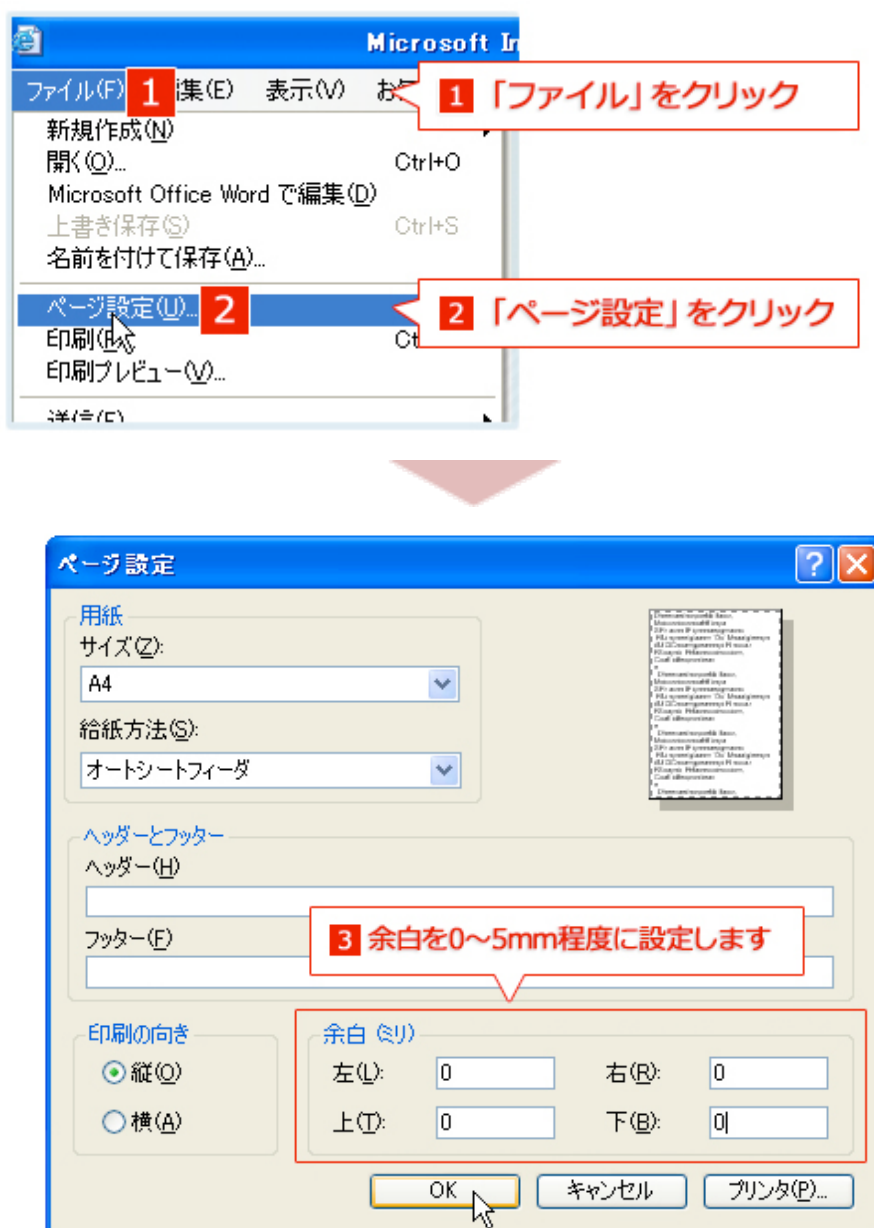 Microsoft In
ファイル(F) 1 集(E) 表示(V) お
1 「ファイル」をクリック
新規作成(N)
開く(O)... Ctrl+O
Microsoft Office Word で編集(D)
上書き保存(S) Ctrl+S
名前を付けて保存(A)...
ページ設定(U)... 2
2 「ページ設定」をクリック
印刷(P)... Ct
印刷プレビュー(V)...
送信(E)
ページ設定
用紙
サイズ(Z):
A4
給紙方法(S):
オートシートフィーダ
ヘッダーとフッター
ヘッダー(H)
フッター(F)
3 余白を0～5mm程度に設定します
印刷の向き
縦(O)
横(A)
余白 (ミリ)
左(L): 0 右(R): 0
上(T): 0 下(B): 0
OK キャンセル プリンタ(P)...